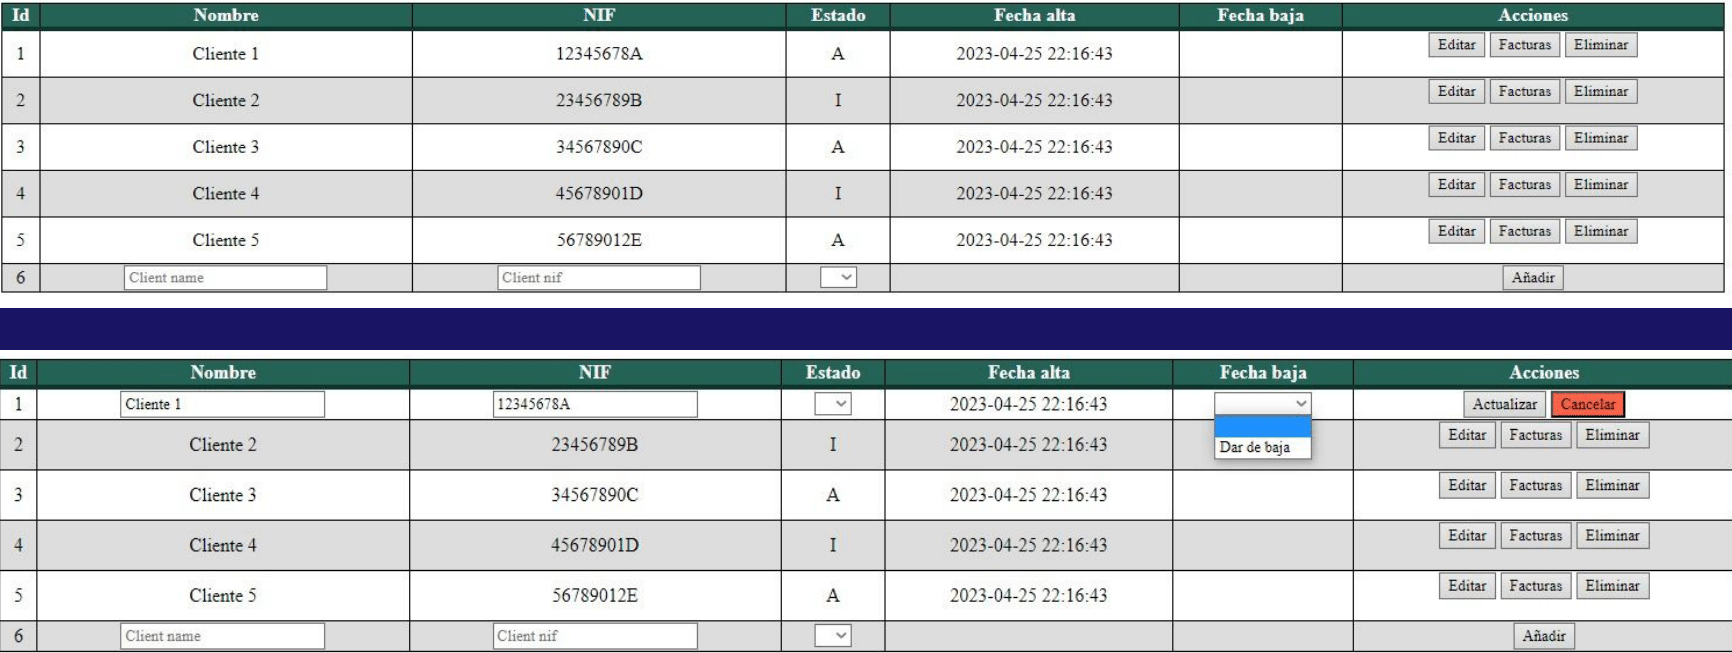 Id Nombre NIF Estado Fecha alta Fecha baja Acciones
1 Cliente 1 12345678A A 2023-04-25 22:16:43 Editar Facturas Eliminar
2 Cliente 2 23456789B I 2023-04-25 22:16:43 Editar Facturas Eliminar
3 Cliente 3 34567890C A 2023-04-25 22:16:43 Editar Facturas Eliminar
4 Cliente 4 45678901D I 2023-04-25 22:16:43 Editar Facturas Eliminar
5 Cliente 5 56789012E A 2023-04-25 22:16:43 Editar Facturas Eliminar
6 Client name Client nif Añadir
Id Nombre NIF Estado Fecha alta Fecha baja Acciones
1 Cliente 1 12345678A 2023-04-25 22:16:43 Actualizar Cancelar
2 Cliente 2 23456789B I 2023-04-25 22:16:43 Dar de baja Editar Facturas Eliminar
3 Cliente 3 34567890C A 2023-04-25 22:16:43 Editar Facturas Eliminar
4 Cliente 4 45678901D I 2023-04-25 22:16:43 Editar Facturas Eliminar
5 Cliente 5 56789012E A 2023-04-25 22:16:43 Editar Facturas Eliminar
6 Client name Client nif Añadir